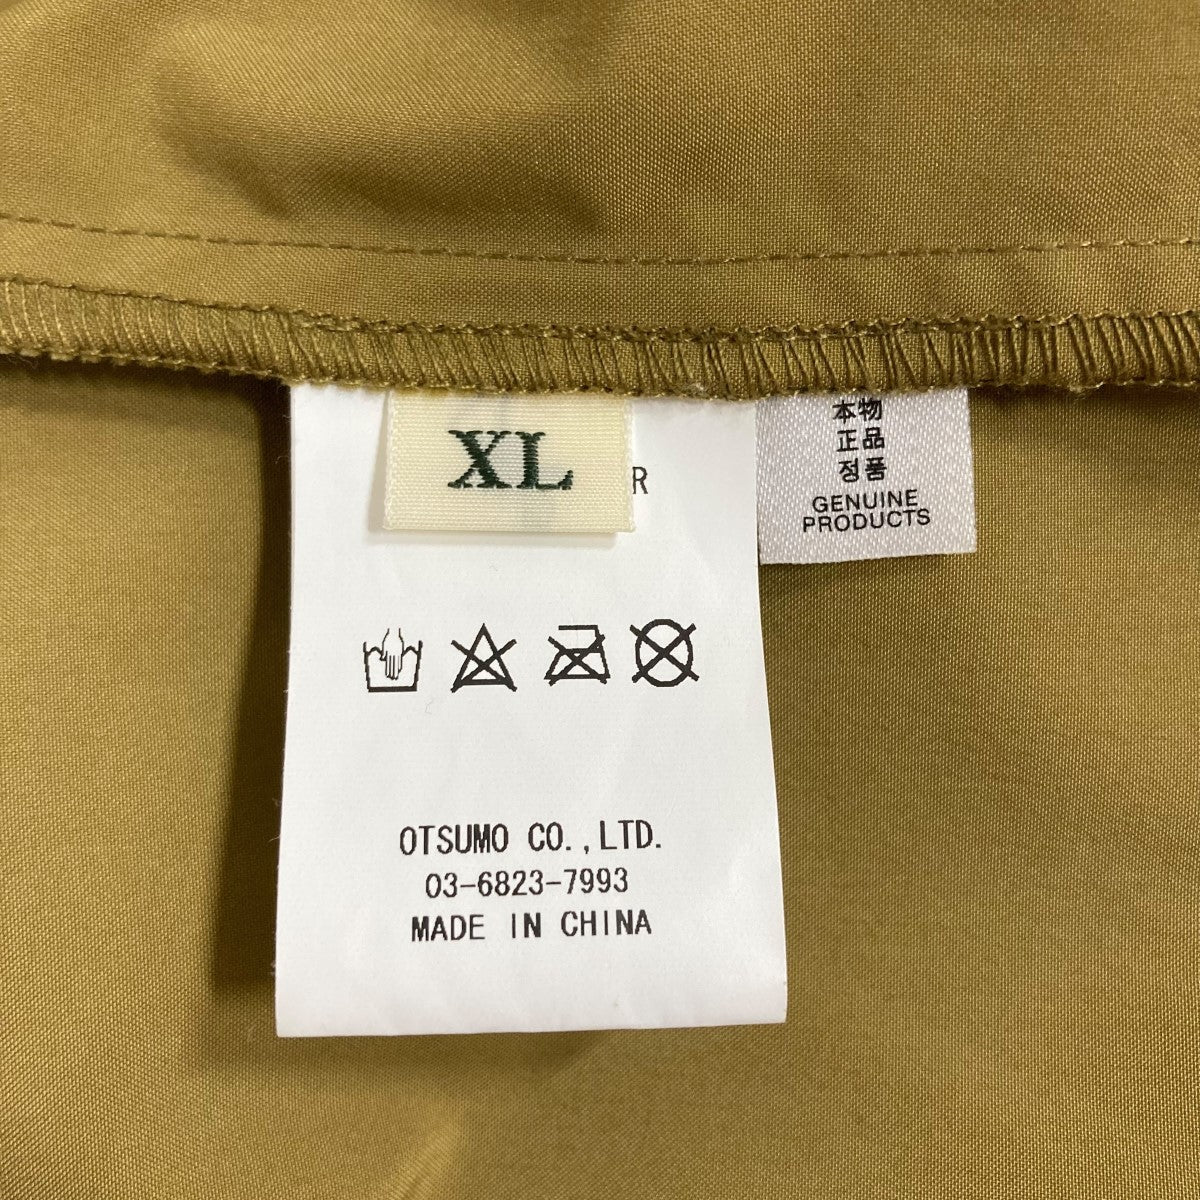 XL
R
本物
正品
정품
GENUINE
PRODUCTS
OTSUMO CO.,LTD.
03-6823-7993
MADE IN CHINA